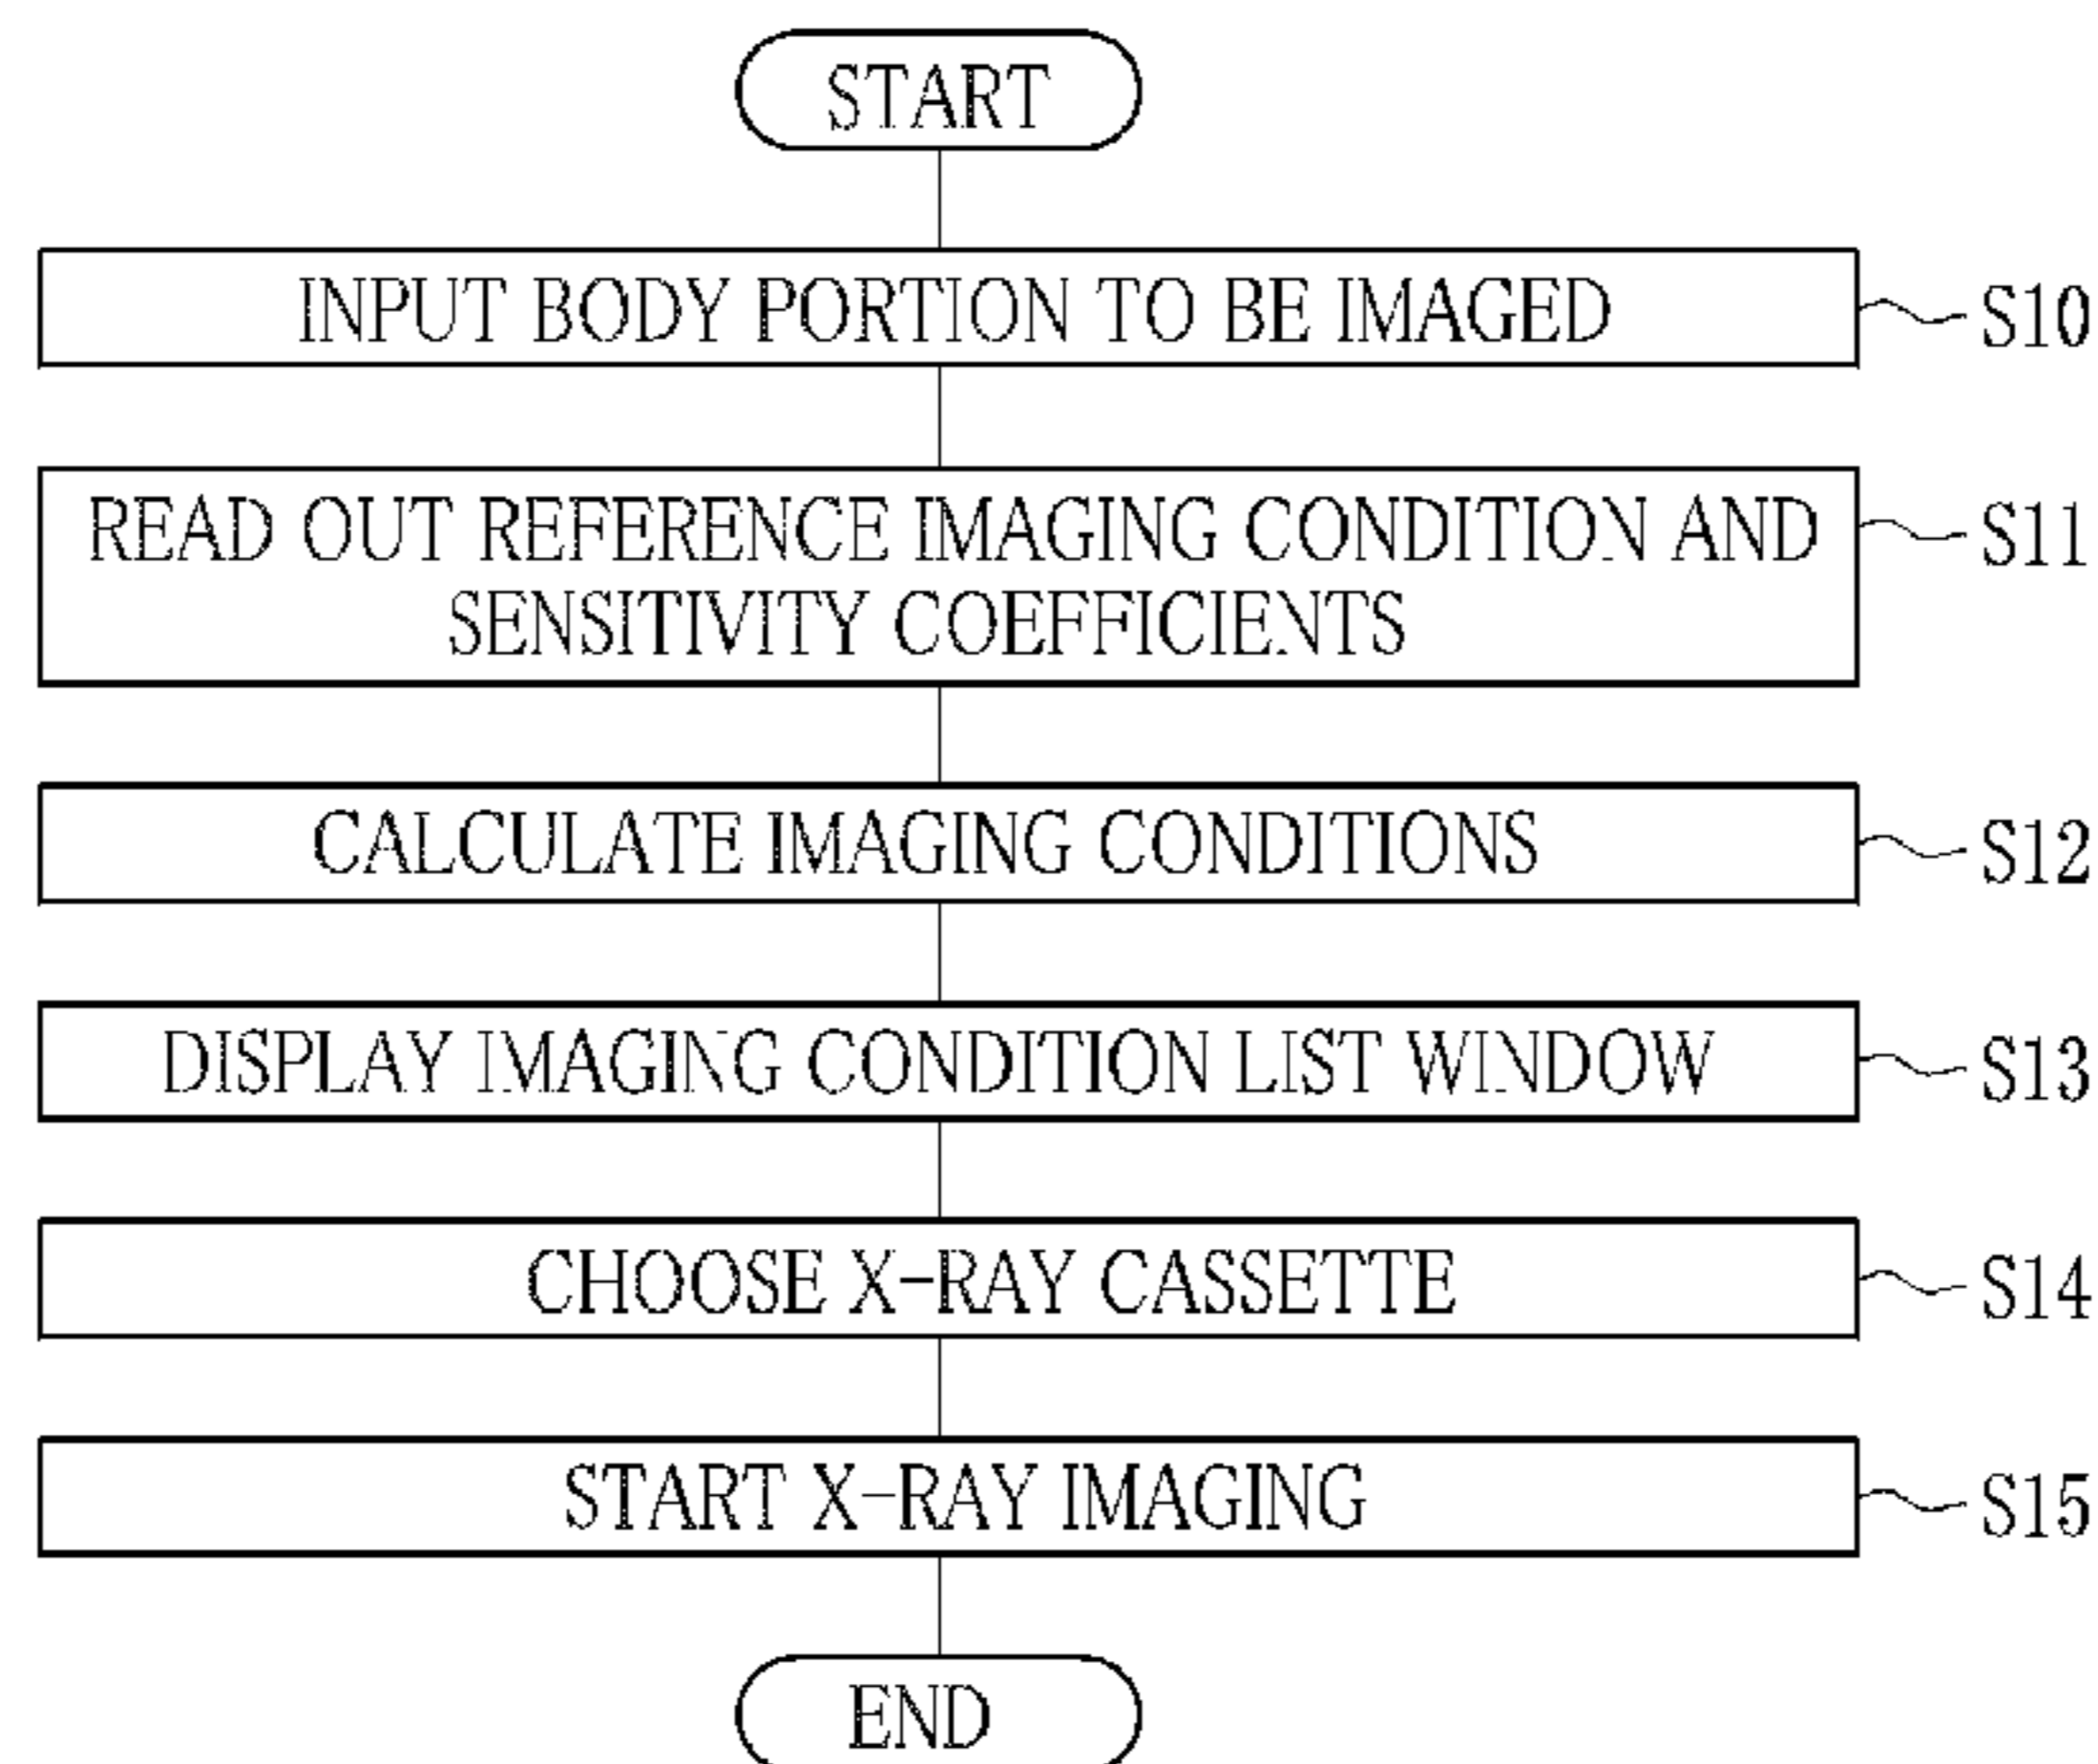 START
INPUT BODY PORTION TO BE IMAGED
S10
READ OUT REFERENCE IMAGING CONDITION AND
SENSITIVITY COEFFICIENTS
S11
CALCULATE IMAGING CONDITIONS
S12
DISPLAY IMAGING CONDITION LIST WINDOW
S13
CHOOSE X-RAY CASSETTE
S14
START X-RAY IMAGING
S15
END